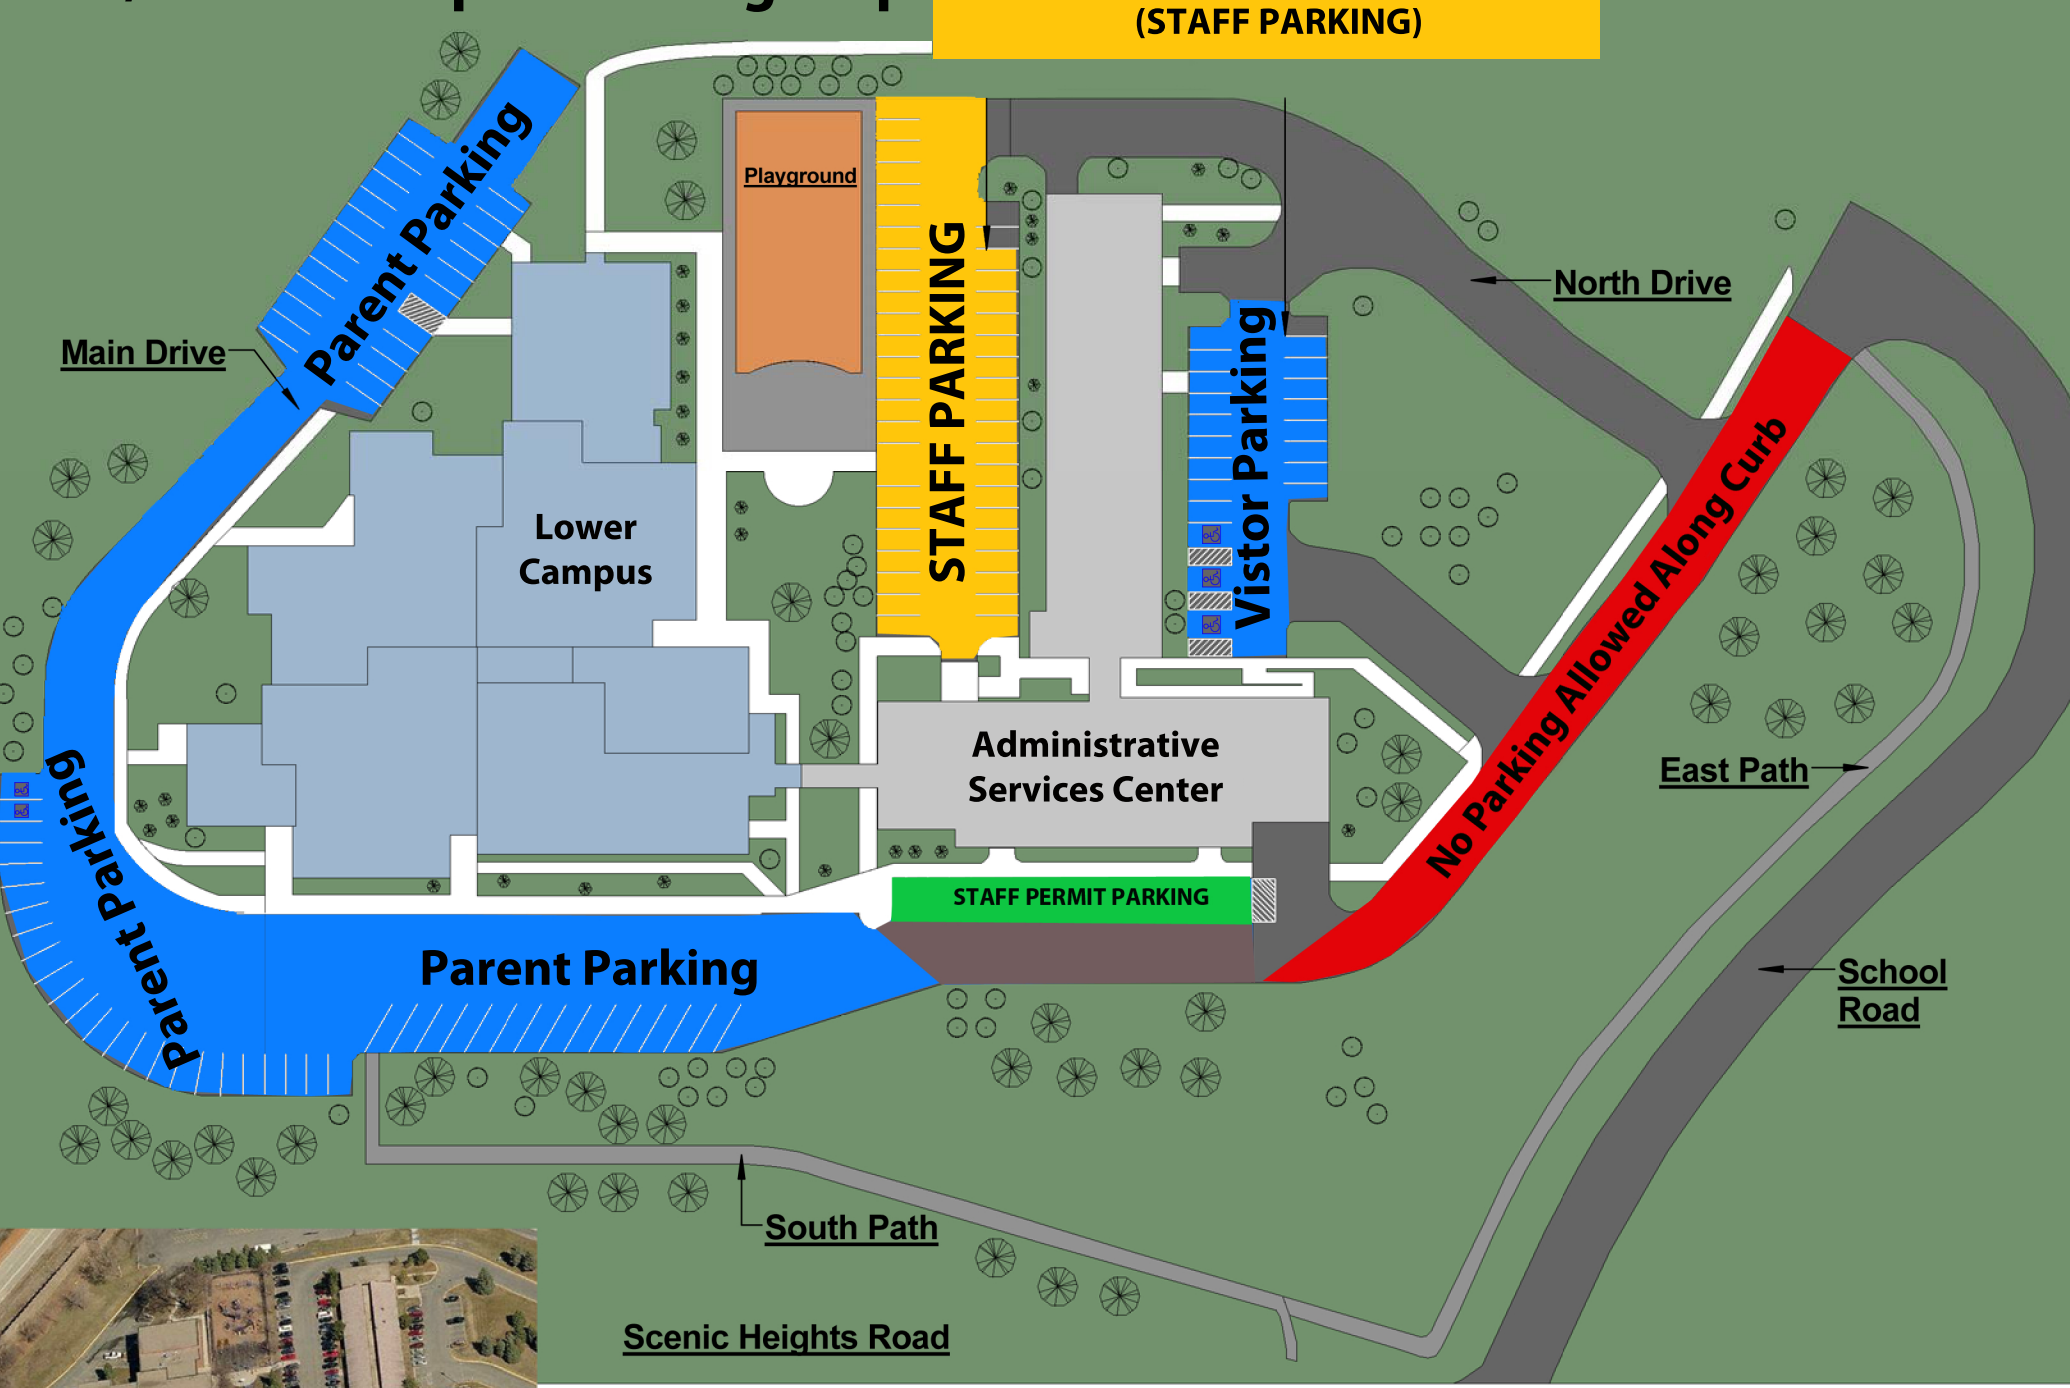 (STAFF PARKING)
Parent Parking
Playground
STAFF PARKING
North Drive
Main Drive
Vistor Parking
No Parking Allowed Along Curb
Lower
Campus
Administrative
Services Center
East Path
Parent Parking
STAFF PERMIT PARKING
Parent Parking
School
Road
South Path
Scenic Heights Road